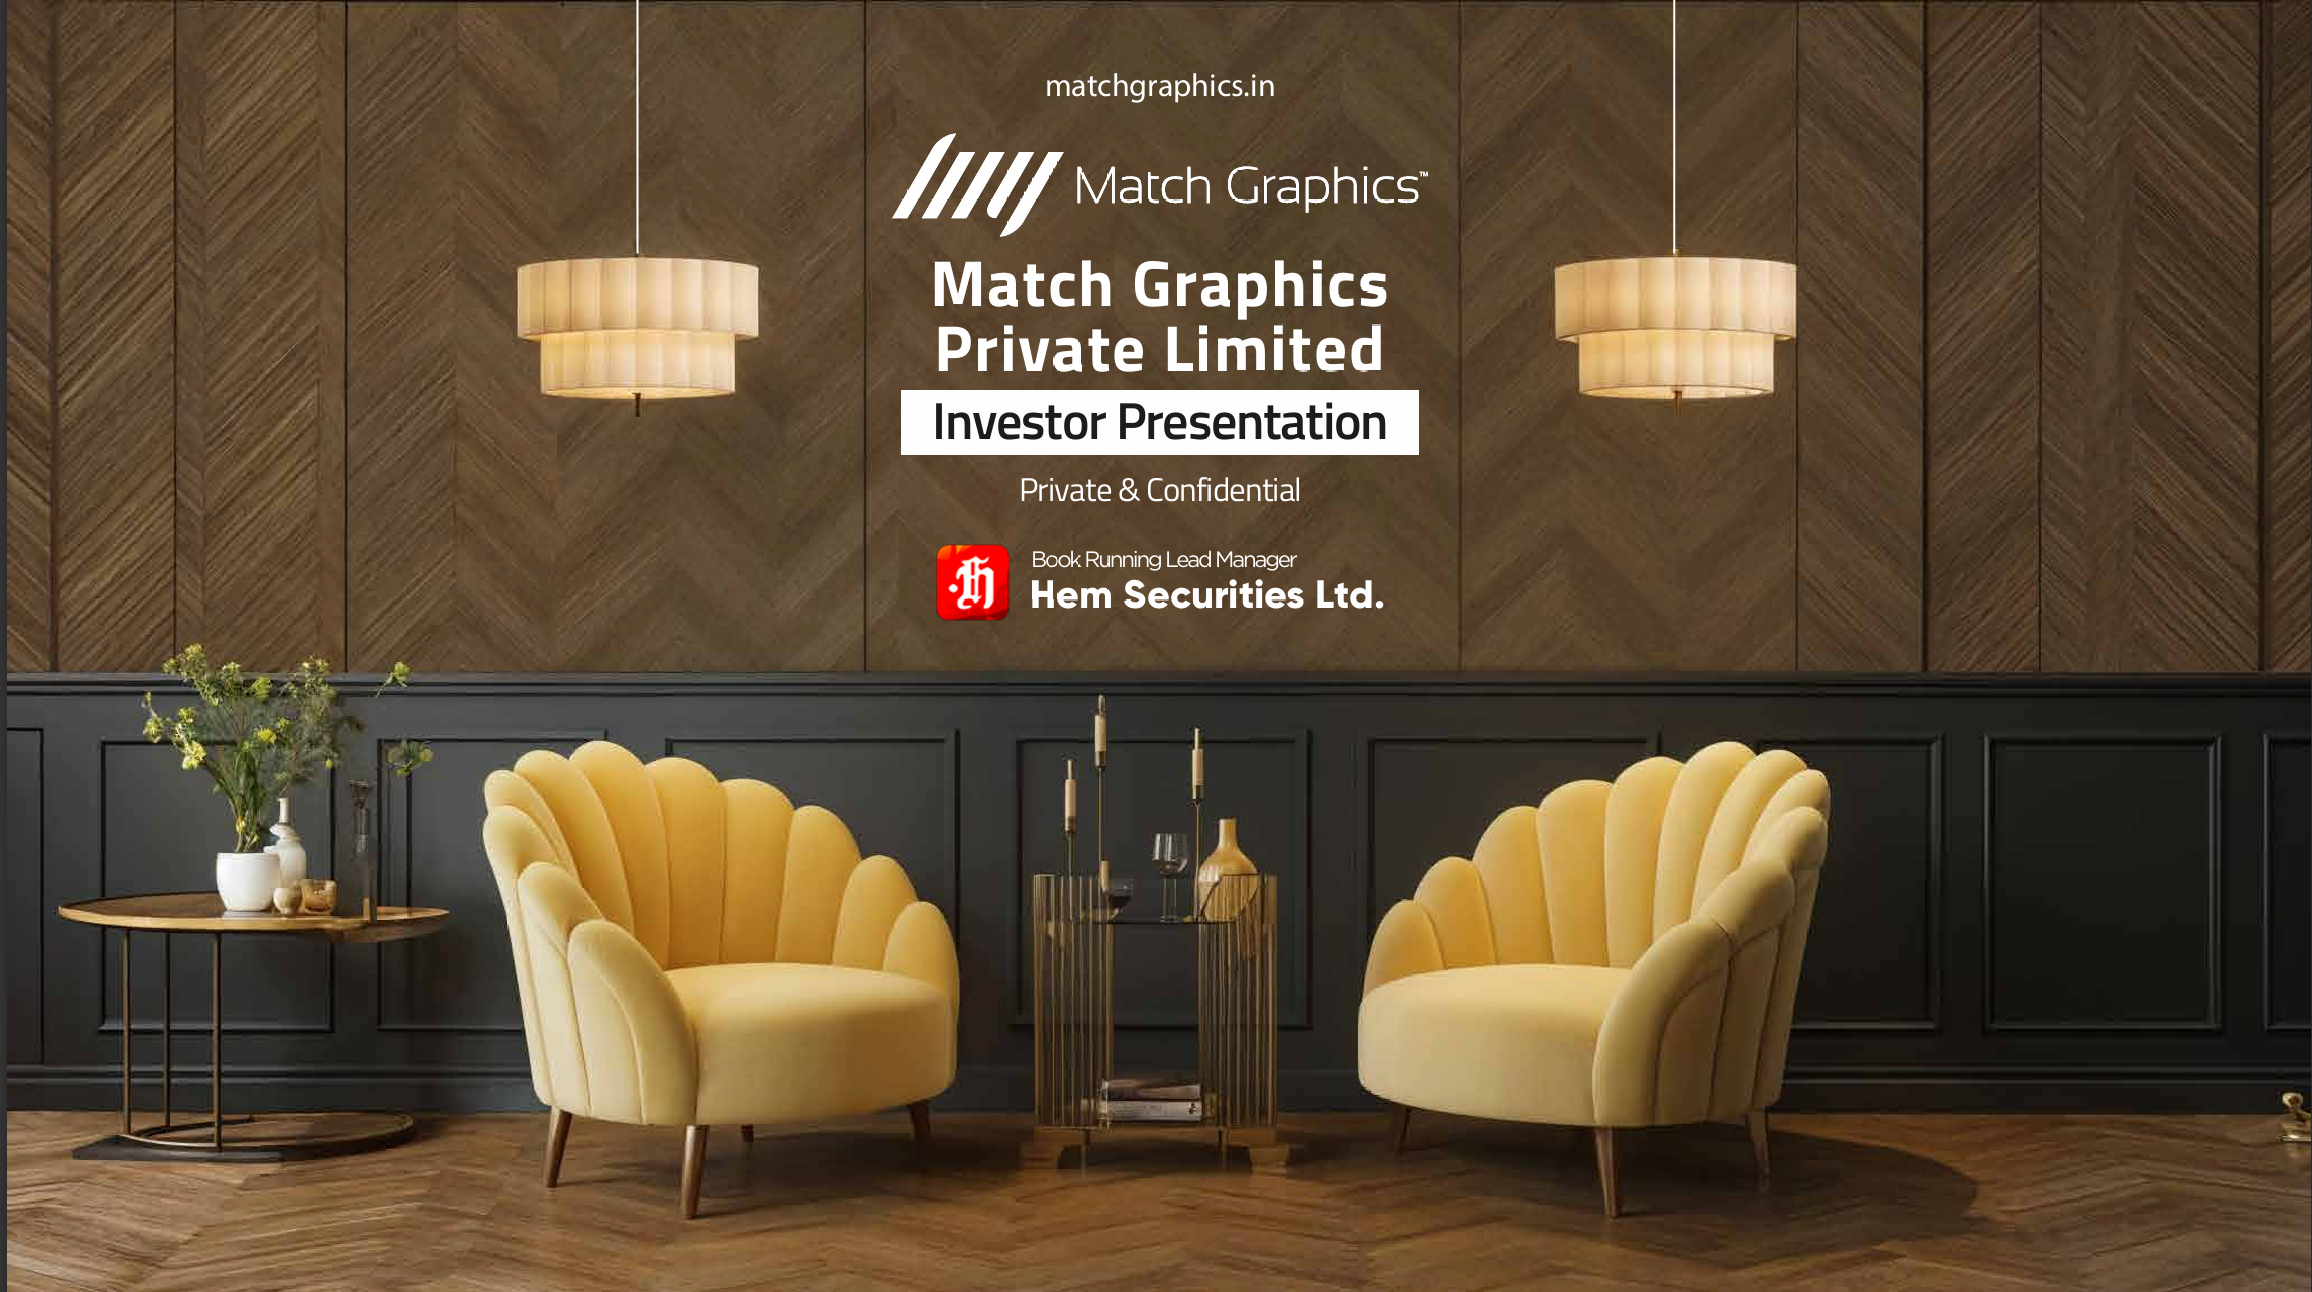 matchgraphics.in
Match Graphics™
Match Graphics
Private Limited
Investor Presentation
Private & Confidential
Book Running Lead Manager
Hem Securities Ltd.